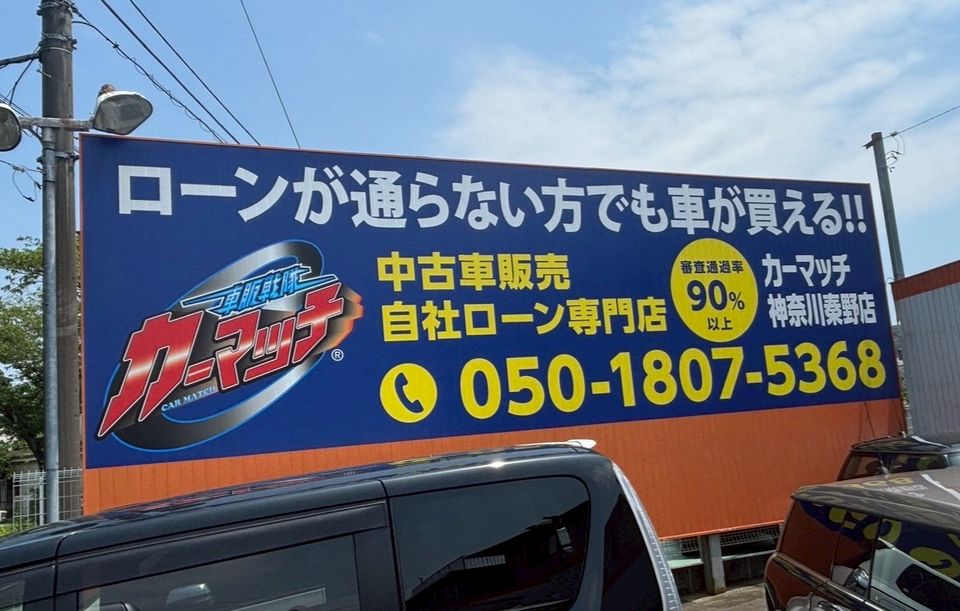 ローンが通らない方でも車が買える!!
車販戦隊
カーマッチ
CAR MATCH
®
中古車販売
自社ローン専門店
審査通過率
90%
以上
カーマッチ
神奈川秦野店
050-1807-5368